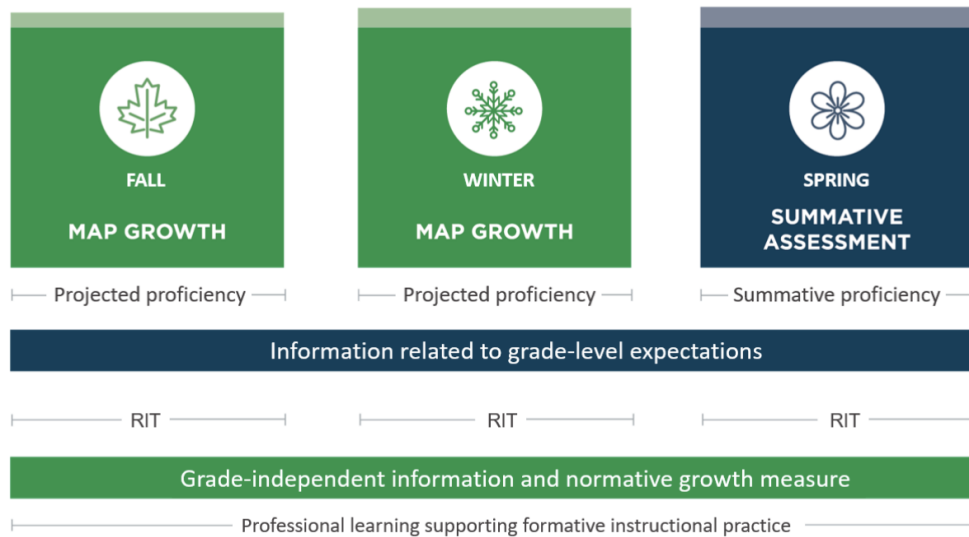 FALL
MAP GROWTH
WINTER
MAP GROWTH
SPRING
SUMMATIVE
ASSESSMENT
Projected proficiency
Projected proficiency
Summative proficiency
Information related to grade-level expectations
RIT
RIT
RIT
Grade-independent information and normative growth measure
Professional learning supporting formative instructional practice